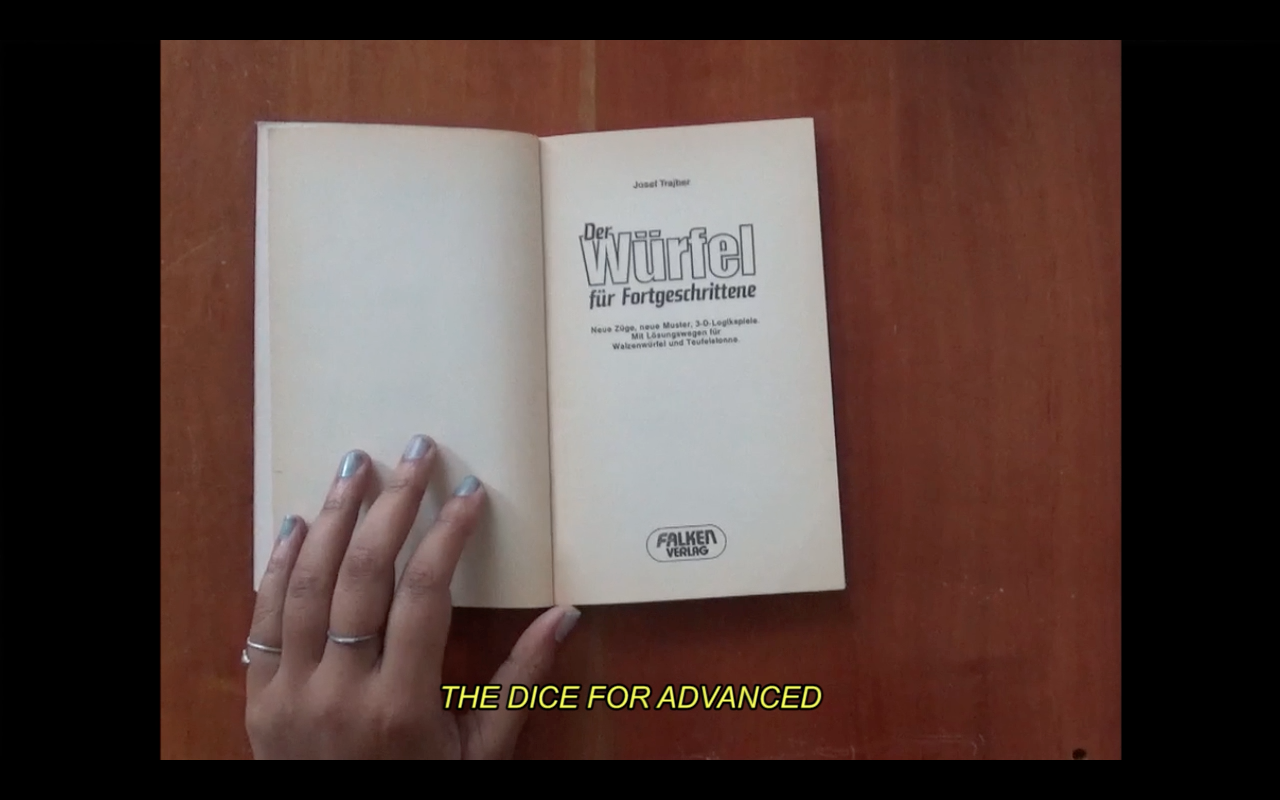 Josef Trajber
Der
Würfel
für Fortgeschrittene
Neue Züge, neue Muster, 3-D-Logikspiele.
Mit Lösungswegen für
Walzenwürfel und Teufelstonne.
FALKEN
VERLAG
THE DICE FOR ADVANCED